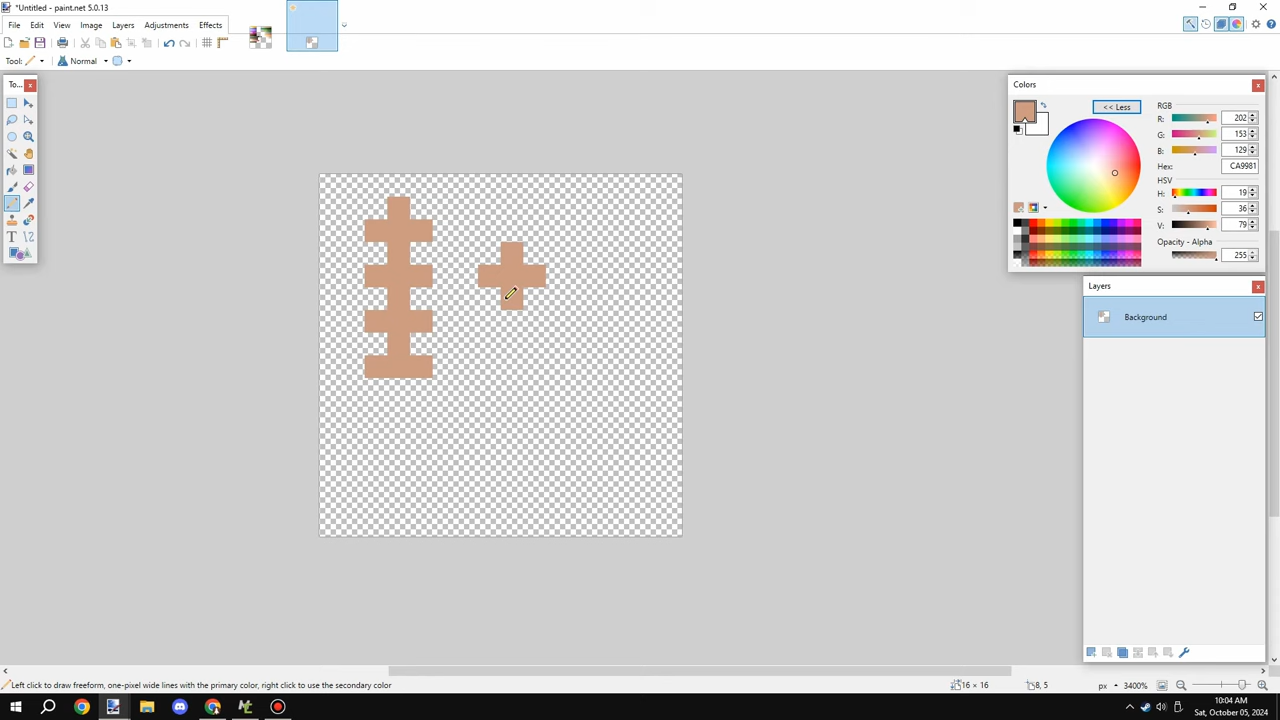 *Untitled - paint.net 5.0.13
File Edit View Image Layers Adjustments Effects
Tool: Normal
To...
Colors
<< Less
RGB
R: 202
G: 153
B: 129
Hex: CA9981
HSV
H: 19
S: 36
V: 79
Opacity - Alpha
255
Layers
Background
Left click to draw freeform, one-pixel wide lines with the primary color, right click to use the secondary color
16 × 16
8, 5
px
3400%
10:04 AM
Sat, October 05, 2024